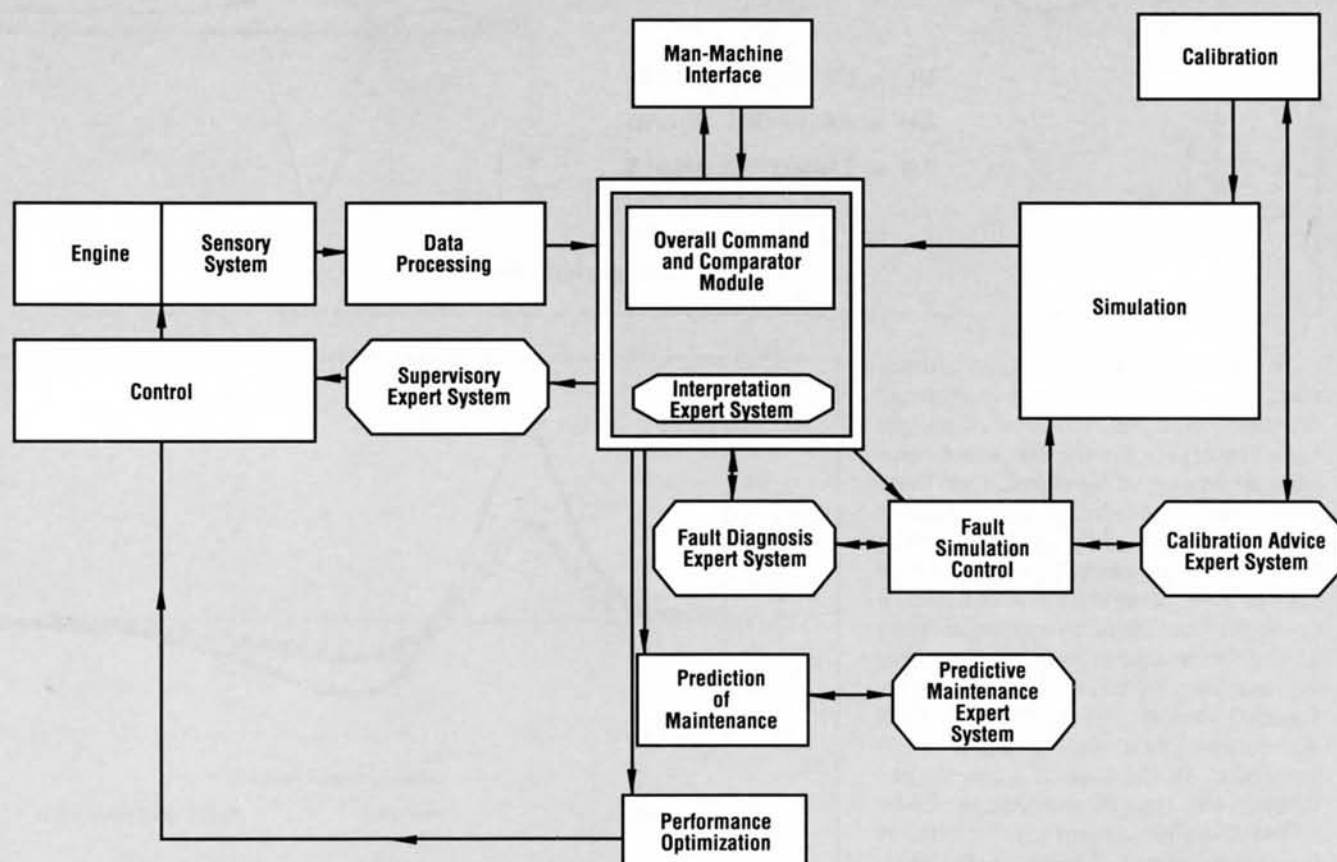 Man-Machine
Interface
Calibration
Engine
Sensory
System
Data
Processing
Overall Command
and Comparator
Module
Simulation
Control
Supervisory
Expert System
Interpretation
Expert System
Fault Diagnosis
Expert System
Fault
Simulation
Control
Calibration Advice
Expert System
Prediction
of
Maintenance
Predictive
Maintenance
Expert
System
Performance
Optimization